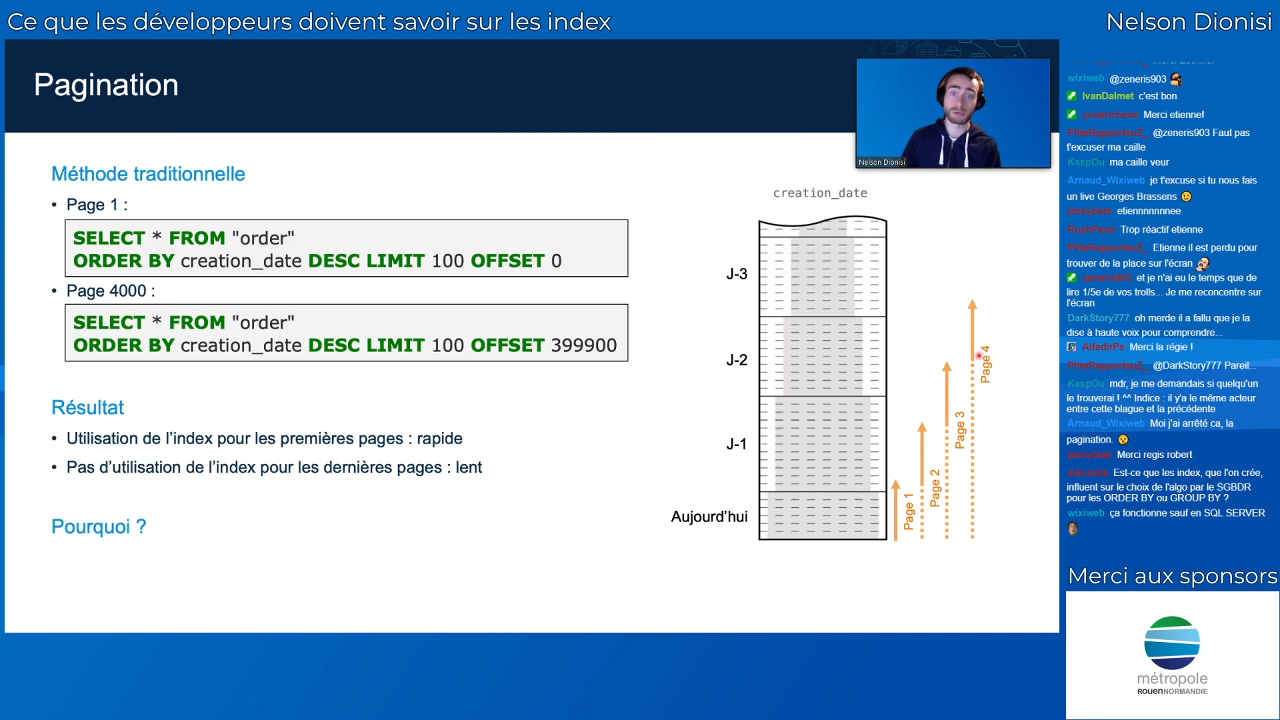 Ce que les développeurs doivent savoir sur les index
Nelson Dionisi
Pagination
Nelson Dionisi
Méthode traditionnelle
• Page 1 :
SELECT * FROM "order"
ORDER BY creation_date DESC LIMIT 100 OFFSET 0
• Page 4000 :
SELECT * FROM "order"
ORDER BY creation_date DESC LIMIT 100 OFFSET 399900
Résultat
• Utilisation de l'index pour les premières pages : rapide
• Pas d'utilisation de l'index pour les dernières pages : lent
Pourquoi ?
creation_date
J-3
J-2
J-1
Aujourd'hui
Page 1
Page 2
Page 3
Page 4
wixiweb @zeneris903
IvanDalmet c'est bon
Merci etienne!
PtiteRapporteuZ_ @zeneris903 Faut pas
t'excuser ma caille
KaspOu ma caille veur
Arnaud_Wixiweb je t'excuse si tu nous fais
un live Georges Brassens
etiennnnnnee
Trop réactif etienne
PtiteRapporteuZ_ Etienne il est perdu pour
trouver de la place sur l'écran
zeneris903 et je n'ai eu le temps que de
lire 1/5e de vos trolls... Je me reconcentre sur
l'écran
DarkStory777 oh merde il a fallu que je la
dise à haute voix pour comprendre...
AlfadirPs Merci la régie !
PtiteRapporteuZ_ @DarkStory777 Pareil...
KaspOu mdr, je me demandais si quelqu'un
le trouverai ! ^^ Indice : il y'a le même auteur
entre cette blague et la précédente
Arnaud_Wixiweb Moi j'ai arrêté ca, la
pagination.
Merci regis robert
Est-ce que les index, que l'on crée
influent sur le choix de l'algo par le SGBDR
pour les ORDER BY ou GROUP BY ?
wixiweb ça fonctionne sauf en SQL SERVER
Merci aux sponsors
métropole
ROUENNORMANDIE